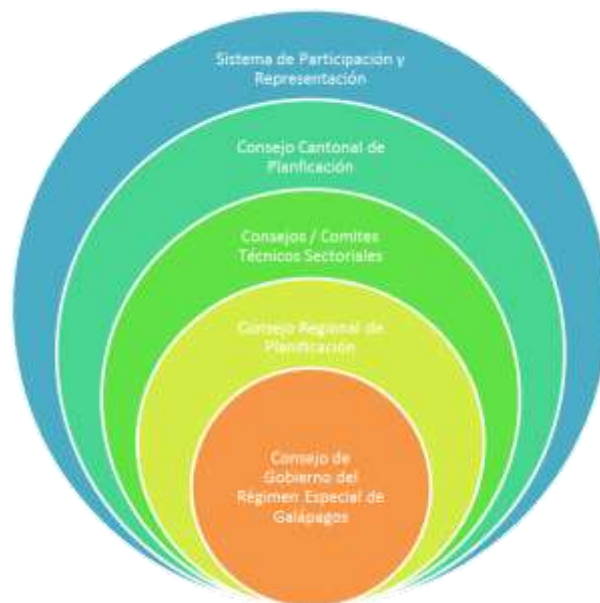 Sistema de Participación y
Representación
Consejo Cantonal de
Planficación
Consejos / Comites
Técnicos Sectoriales
Consejo Regional de
Planificación
Consejo de
Gobierno del
Régimen Especial de
Galápagos